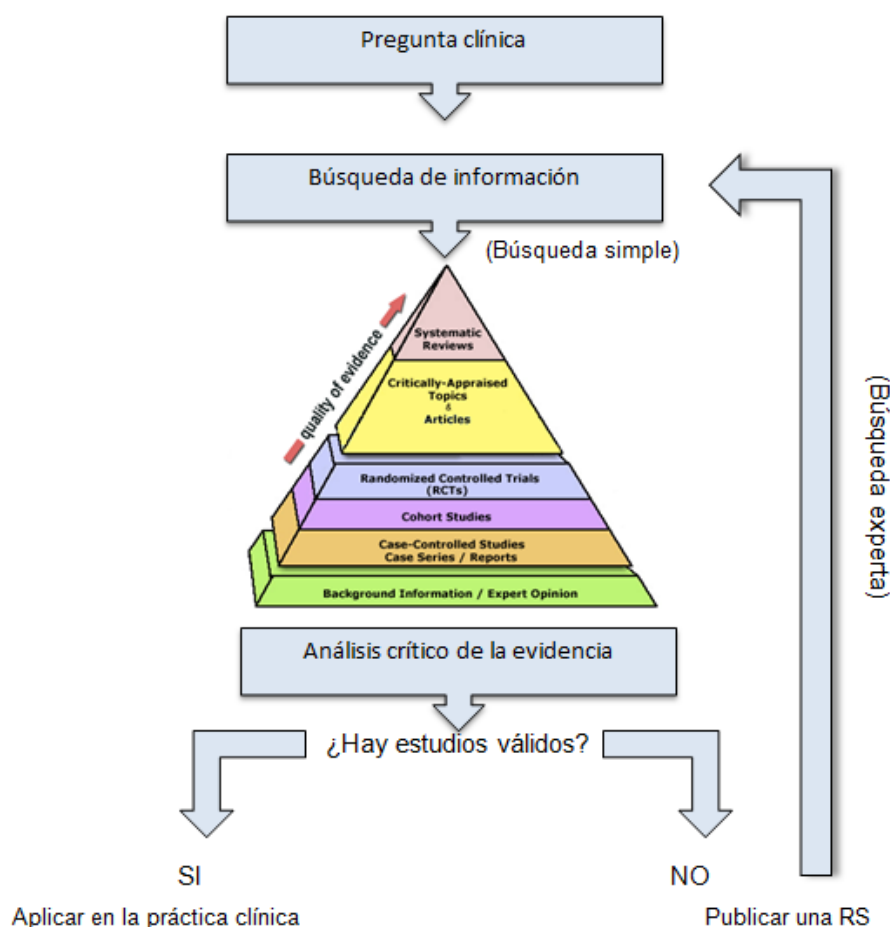 Pregunta clínica
Búsqueda de información
(Búsqueda simple)
quality of evidence
Systematic
Reviews
Critically-Appraised
Topics
&
Articles
Randomized Controlled Trials
(RCTs)
Cohort Studies
Case-Controlled Studies
Case Series / Reports
Background Information / Expert Opinion
(Búsqueda experta)
Análisis crítico de la evidencia
¿Hay estudios válidos?
SI
NO
Aplicar en la práctica clínica
Publicar una RS